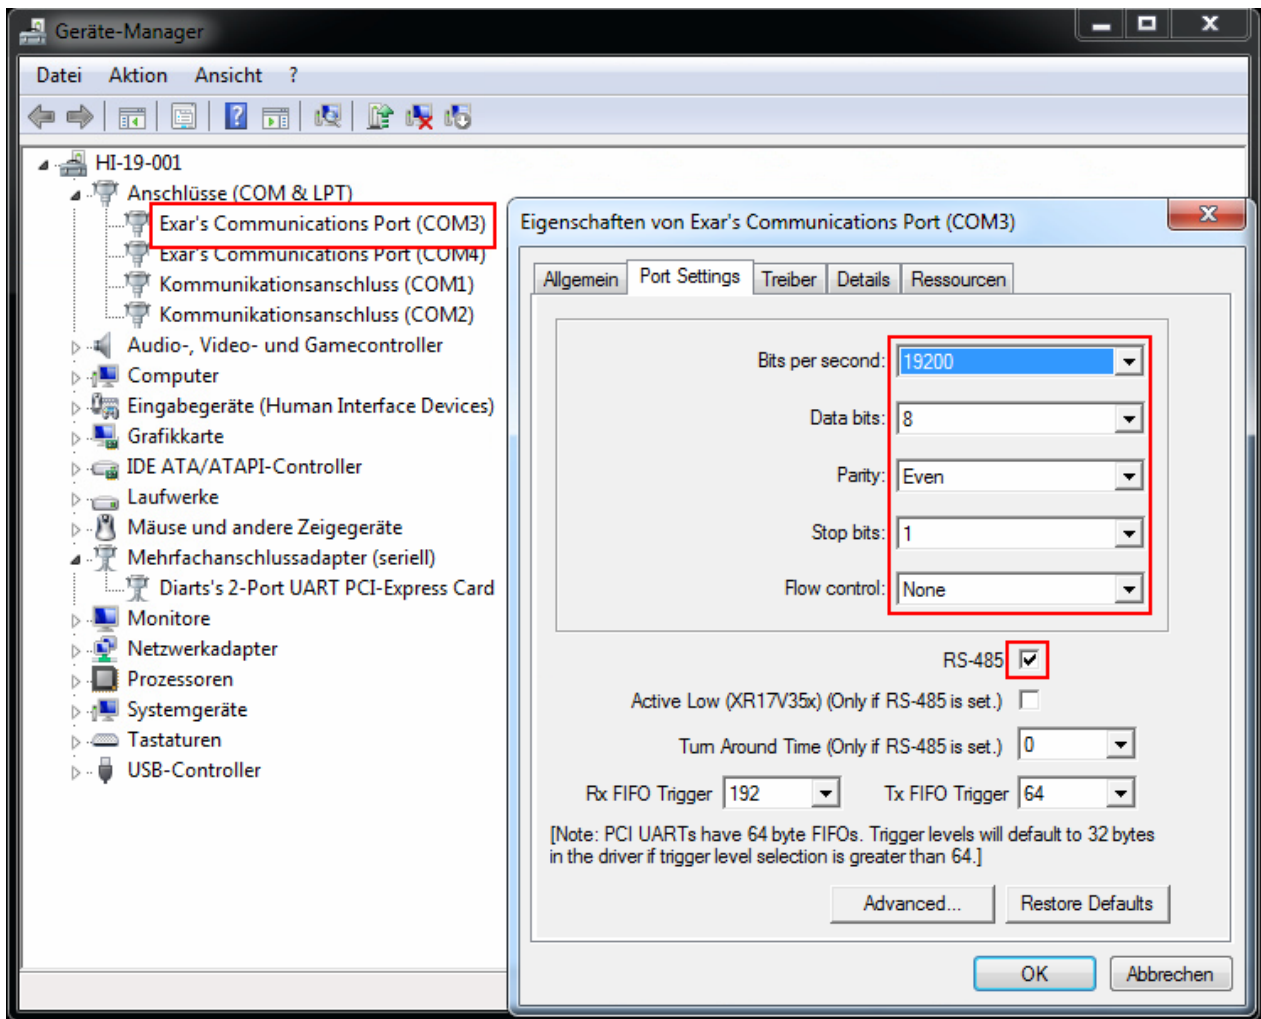 Geräte-Manager
Datei Aktion Ansicht ?
HI-19-001
Anschlüsse (COM & LPT)
Exar's Communications Port (COM3)
Exar's Communications Port (COM4)
Kommunikationsanschluss (COM1)
Kommunikationsanschluss (COM2)
Audio-, Video- und Gamecontroller
Computer
Eingabegeräte (Human Interface Devices)
Grafikkarte
IDE ATA/ATAPI-Controller
Laufwerke
Mäuse und andere Zeigegeräte
Mehrfachanschlussadapter (seriell)
Diarts's 2-Port UART PCI-Express Card
Monitore
Netzwerkadapter
Prozessoren
Systemgeräte
Tastaturen
USB-Controller
Eigenschaften von Exar's Communications Port (COM3)
Allgemein Port Settings Treiber Details Ressourcen
Bits per second: 19200
Data bits: 8
Parity: Even
Stop bits: 1
Flow control: None
RS-485
Active Low (XR17V35x) (Only if RS-485 is set.)
Turn Around Time (Only if RS-485 is set.) 0
Rx FIFO Trigger 192 Tx FIFO Trigger 64
[Note: PCI UARTs have 64 byte FIFOs. Trigger levels will default to 32 bytes
in the driver if trigger level selection is greater than 64.]
Advanced... Restore Defaults
OK Abbrechen